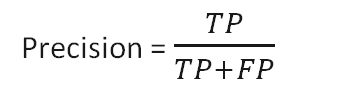 Precision = TP / TP+FP